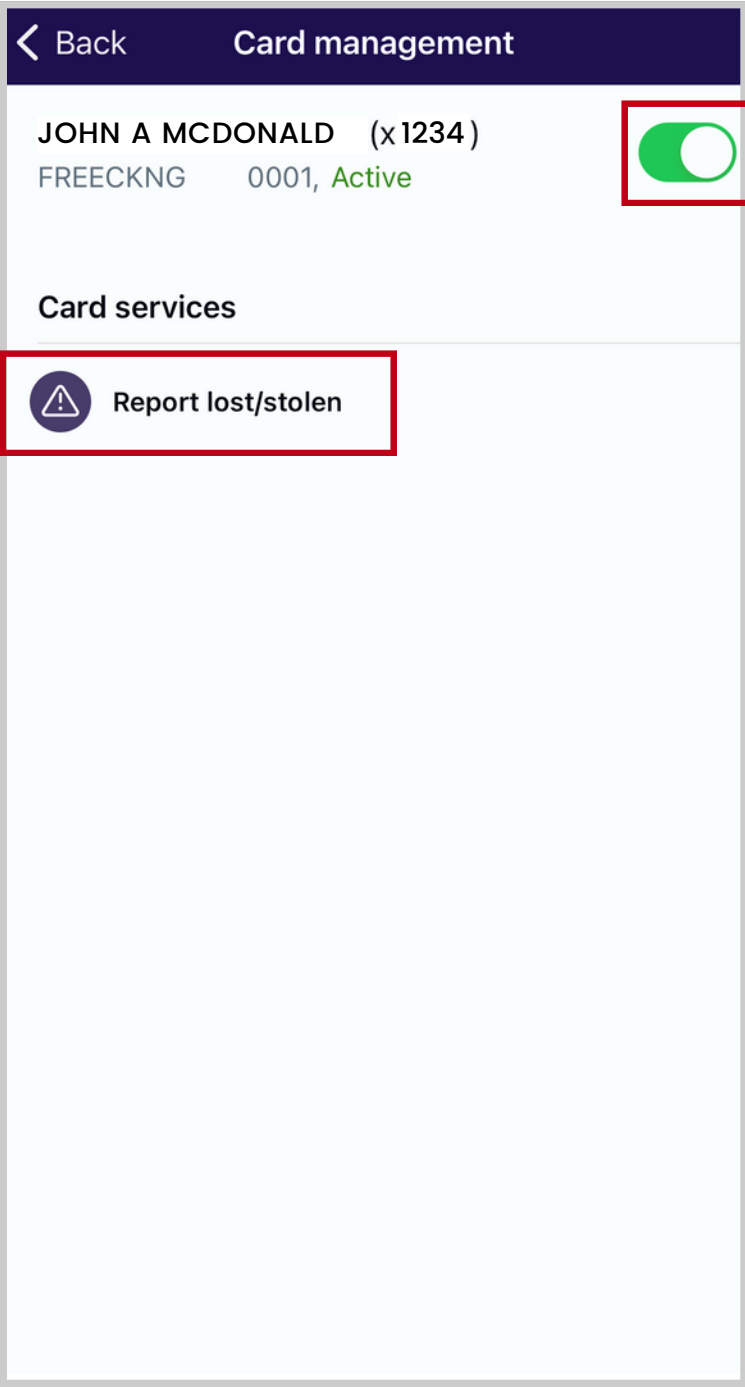 Back Card management
JOHN A MCDONALD (x1234)
FREECKNG 0001, Active
Card services
Report lost/stolen